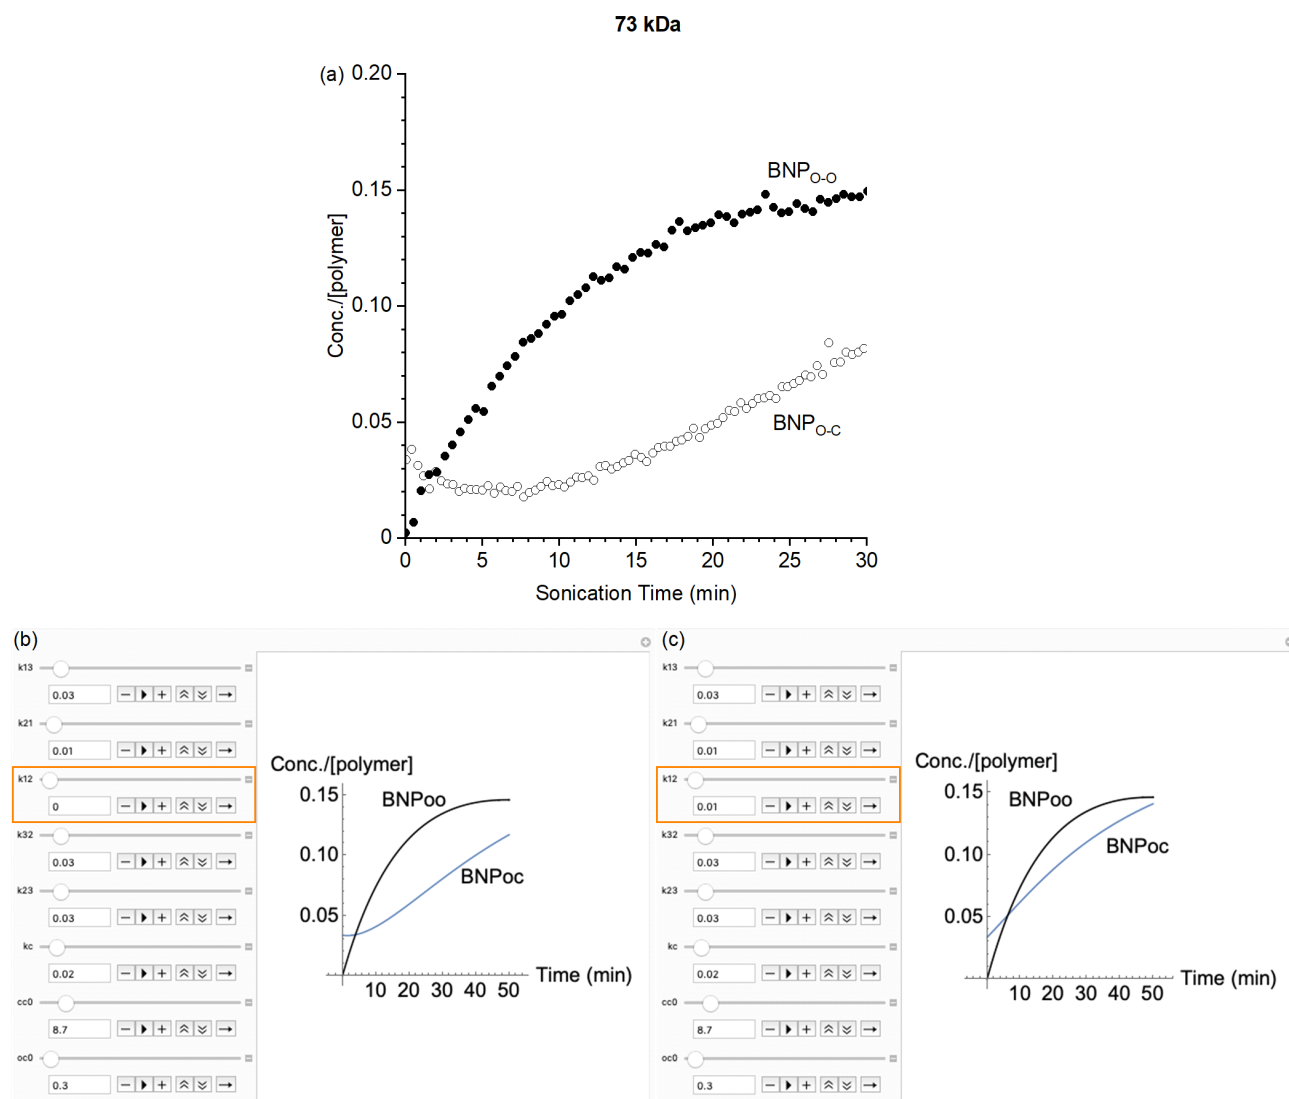 73 kDa
(a)
0.20
0.15
0.10
0.05
0
Conc./[polymer]
BNPO-O
BNPO-C
0 5 10 15 20 25 30
Sonication Time (min)
(b)
k13
0.03
k21
0.01
k12
0
k32
0.03
k23
0.03
kc
0.02
cc0
8.7
oc0
0.3
Conc./[polymer]
0.15
0.10
0.05
BNPoo
BNPoc
10 20 30 40 50
Time (min)
(c)
k13
0.03
k21
0.01
k12
0.01
k32
0.03
k23
0.03
kc
0.02
cc0
8.7
oc0
0.3
Conc./[polymer]
0.15
0.10
0.05
BNPoo
BNPoc
10 20 30 40 50
Time (min)